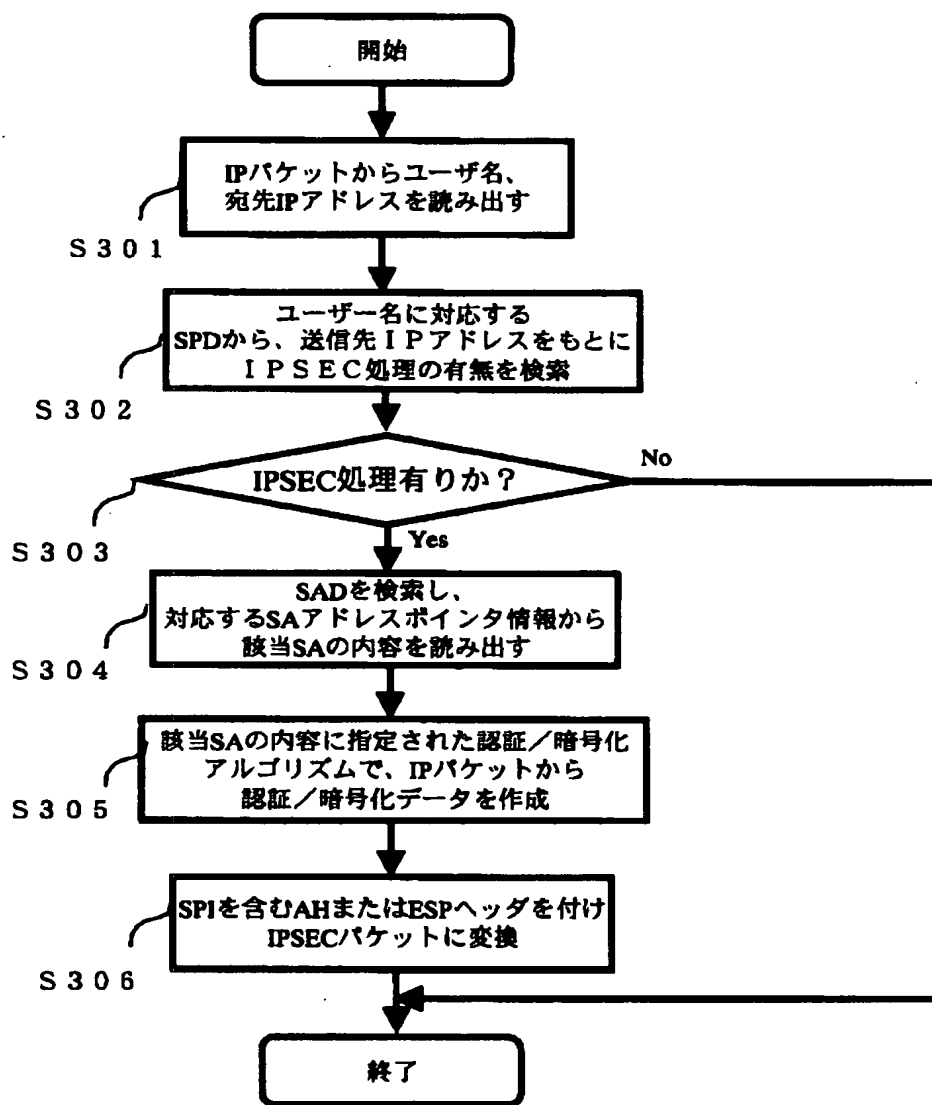 開始
IPパケットからユーザ名、
宛先IPアドレスを読み出す
S301
ユーザー名に対応する
SPDから、送信先IPアドレスをもとに
IPSEC処理の有無を検索
S302
IPSEC処理有りか?
No
S303
Yes
SADを検索し、
対応するSAアドレスポインタ情報から
該当SAの内容を読み出す
S304
該当SAの内容に指定された認証/暗号化
アルゴリズムで、IPパケットから
認証/暗号化データを作成
S305
SPIを含むAHまたはESPヘッダを付け
IPSECパケットに変換
S306
終了